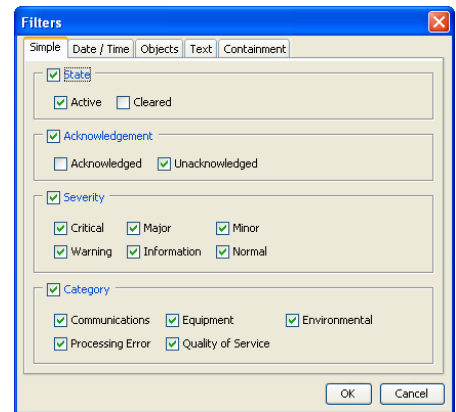 Filters
Simple Date / Time Objects Text Containment
State
Active Cleared
Acknowledgement
Acknowledged Unacknowledged
Severity
Critical Major Minor
Warning Information Normal
Category
Communications Equipment Environmental
Processing Error Quality of Service
OK Cancel